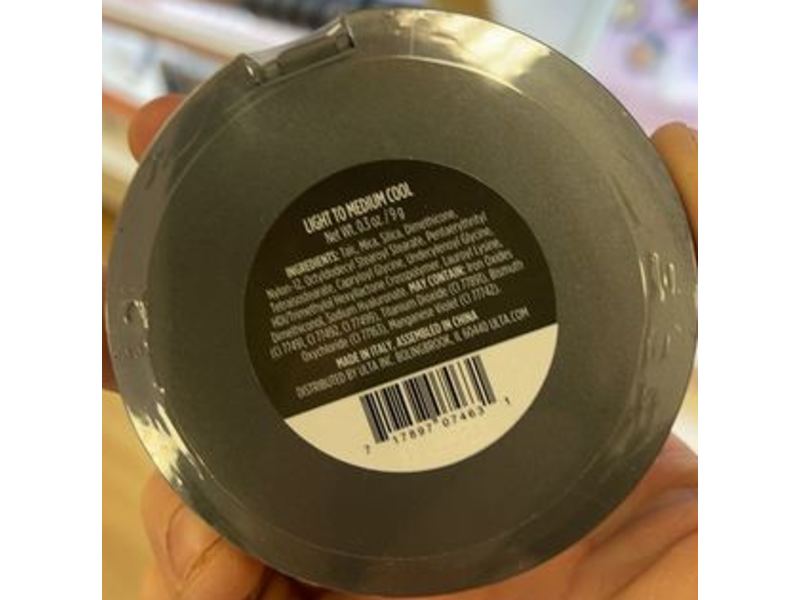 LIGHT TO MEDIUM COOL
Net Wt. 0.3 oz. / 9 g
INGREDIENTS: Talc, Mica, Silica, Dimethicone,
Nylon-12, Octyldodecyl Stearoyl Stearate, Pentaerythrityl
Tetraisostearate, Capryloyl Glycine, Undecylenoyl Glycine,
HDI/Trimethylol Hexyllactone Crosspolymer, Lauroyl Lysine,
Dimethiconol, Sodium Hyaluronate. MAY CONTAIN: Iron Oxides
(CI 77491, CI 77492, CI 77499), Titanium Dioxide (CI 77891), Bismuth
Oxychloride (CI 77163), Manganese Violet (CI 77742).
MADE IN ITALY. ASSEMBLED IN CHINA
DISTRIBUTED BY ULTA INC. BOLINGBROOK, IL 60440 ULTA.COM
7 17897 07463 1